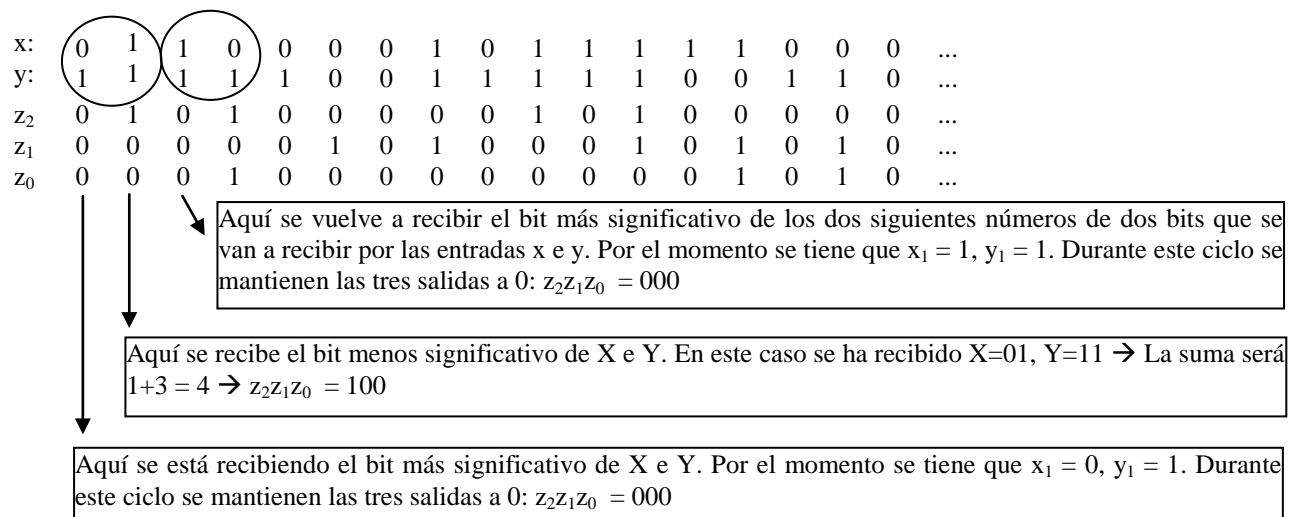 x: 0 1 1 0 0 0 0 1 0 1 1 1 1 1 0 0 0 ...
y: 1 1 1 1 1 0 0 1 1 1 1 1 0 0 1 1 0 ...
z₂ 0 1 0 1 0 0 0 0 0 1 0 1 0 0 0 0 0 ...
z₁ 0 0 0 0 0 1 0 1 0 0 0 1 0 1 0 1 0 ...
z₀ 0 0 0 1 0 0 0 0 0 0 0 0 0 1 0 1 0 ...
Aquí se vuelve a recibir el bit más significativo de los dos siguientes números de dos bits que se
van a recibir por las entradas x e y. Por el momento se tiene que x₁ = 1, y₁ = 1. Durante este ciclo se
mantienen las tres salidas a 0: z₂z₁z₀ = 000
Aquí se recibe el bit menos significativo de X e Y. En este caso se ha recibido X=01, Y=11 → La suma será
1+3 = 4 → z₂z₁z₀ = 100
Aquí se está recibiendo el bit más significativo de X e Y. Por el momento se tiene que x₁ = 0, y₁ = 1. Durante
este ciclo se mantienen las tres salidas a 0: z₂z₁z₀ = 000